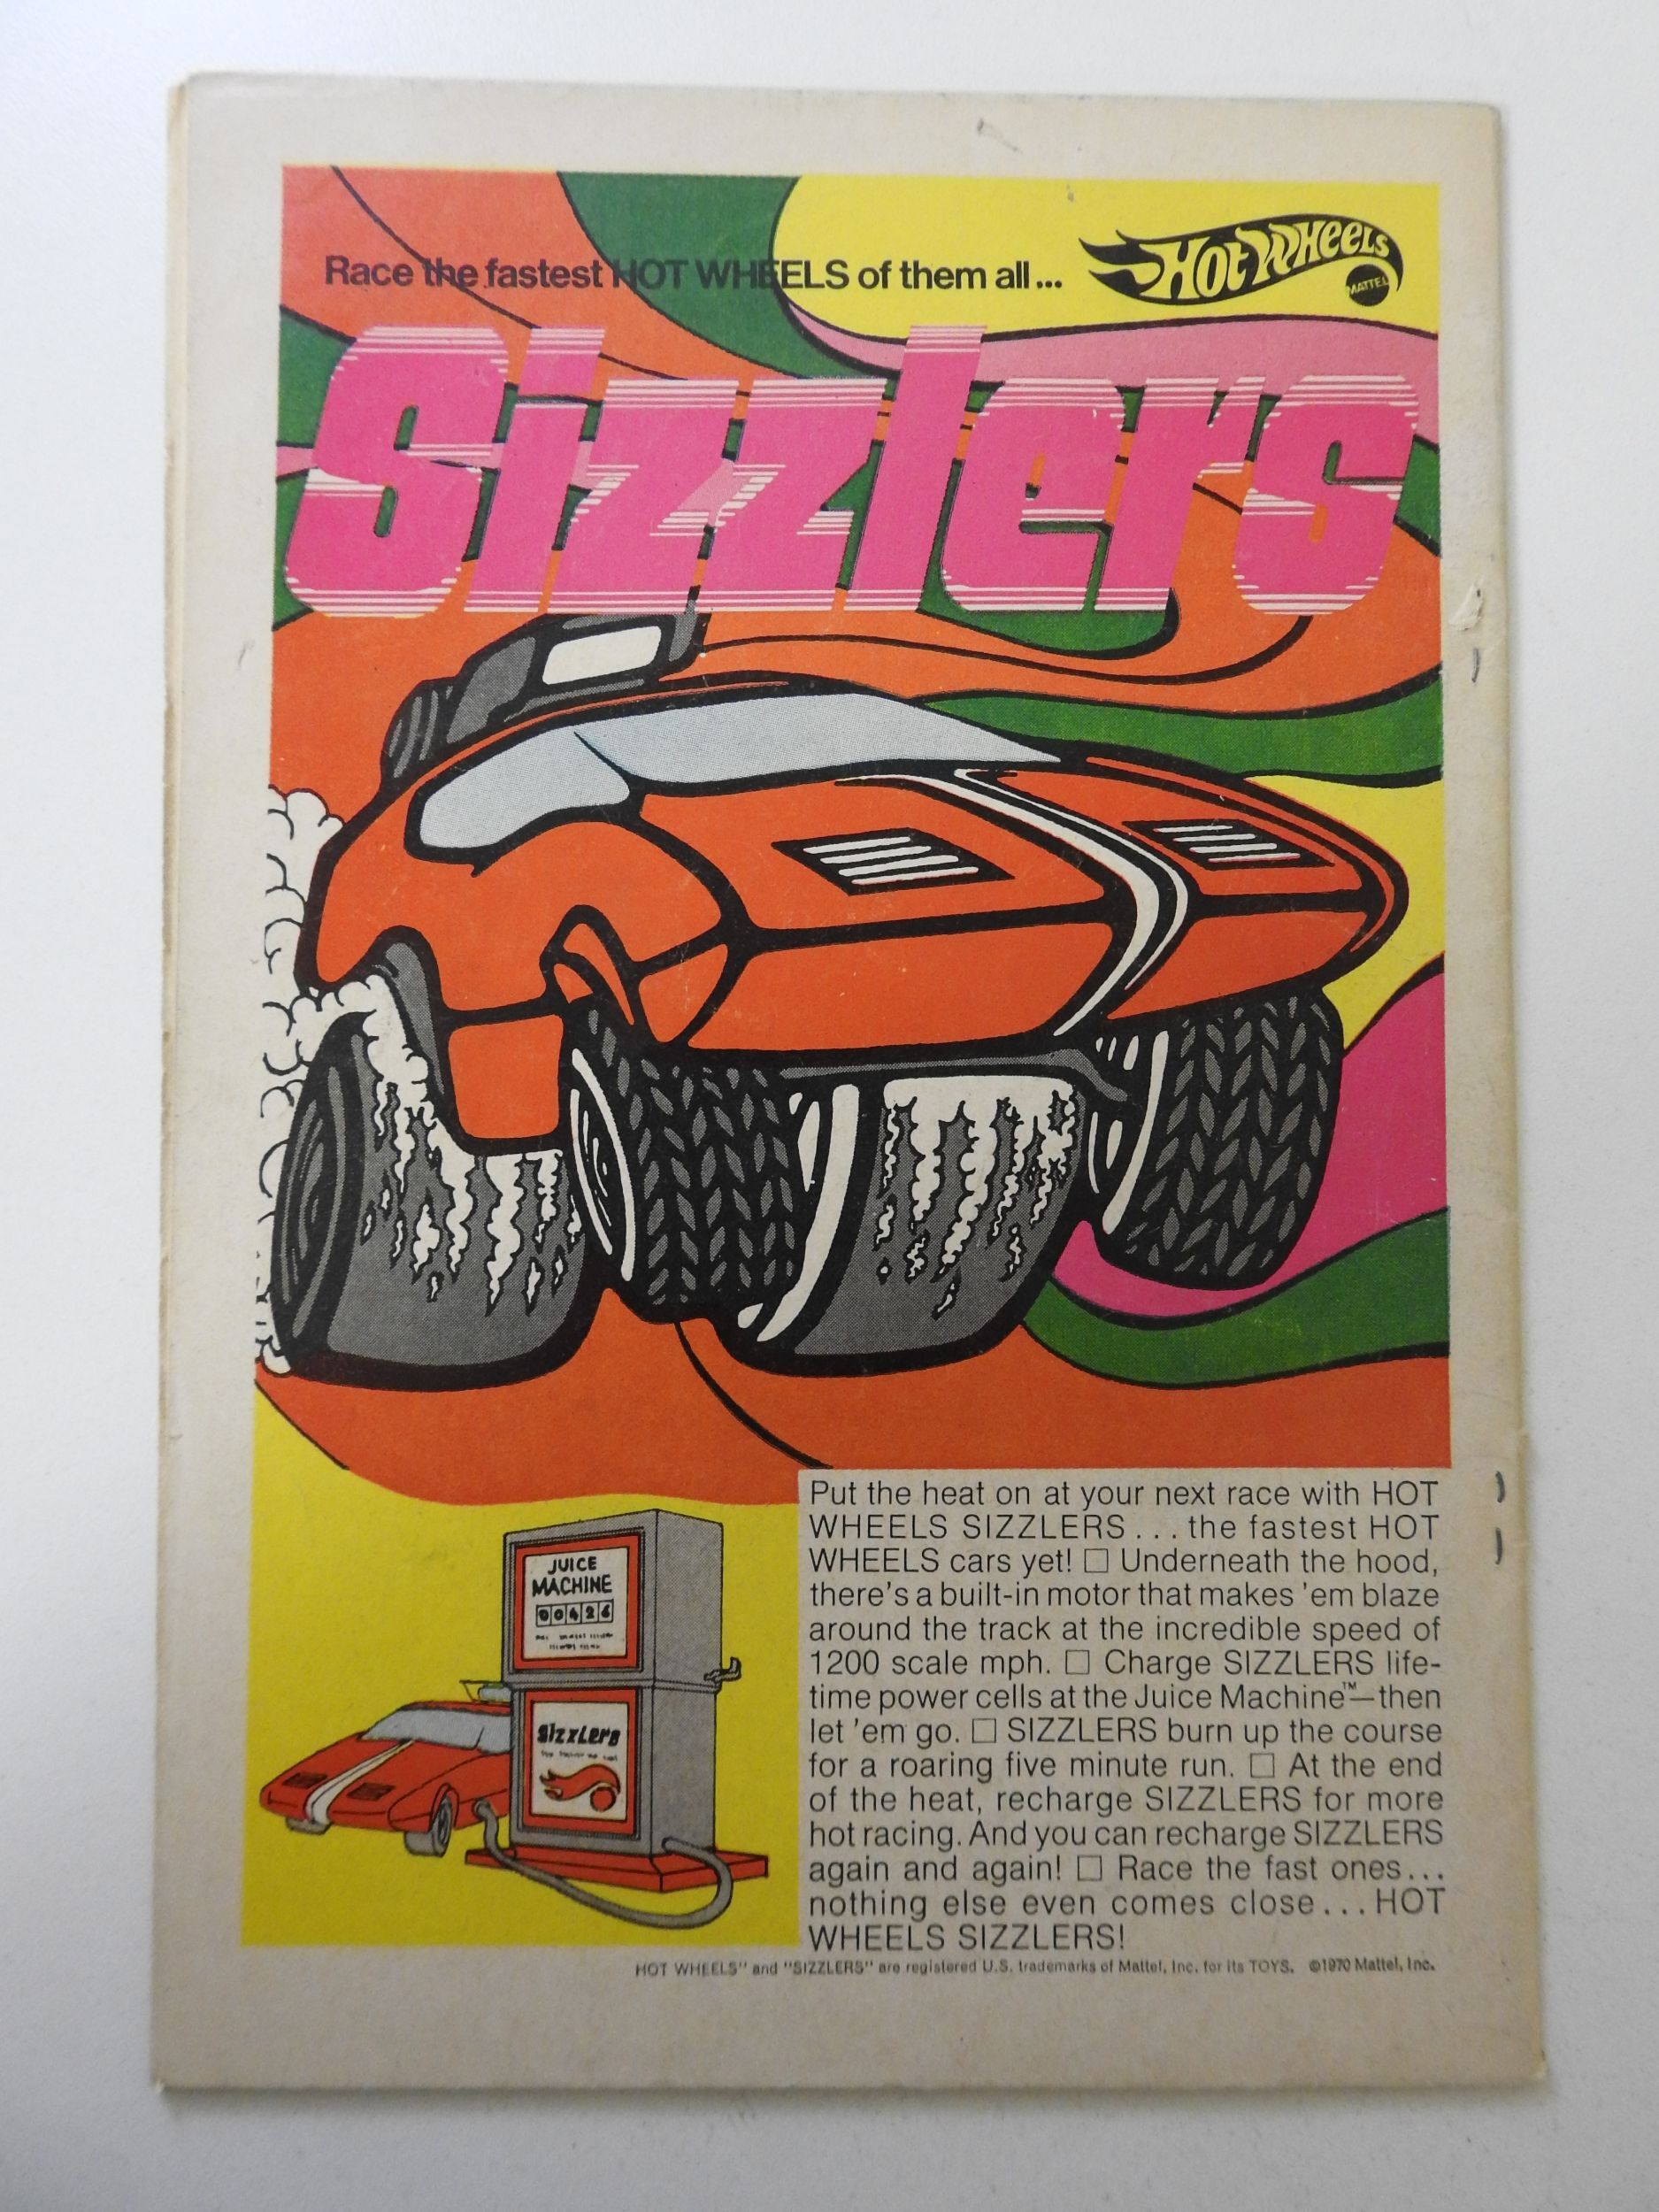 Race the fastest HOT WHEELS of them all...
Hot Wheels
MATTEL
Sizzlers
Put the heat on at your next race with HOT
WHEELS SIZZLERS... the fastest HOT
WHEELS cars yet! □ Underneath the hood,
there's a built-in motor that makes 'em blaze
around the track at the incredible speed of
1200 scale mph. □ Charge SIZZLERS life-
time power cells at the Juice Machine™—then
let 'em go. □ SIZZLERS burn up the course
for a roaring five minute run. □ At the end
of the heat, recharge SIZZLERS for more
hot racing. And you can recharge SIZZLERS
again and again! □ Race the fast ones...
nothing else even comes close... HOT
WHEELS SIZZLERS!
JUICE
MACHINE
00426
Sizzlers
HOT WHEELS" and "SIZZLERS" are registered U.S. trademarks of Mattel, Inc. for its TOYS. ©1970 Mattel, Inc.